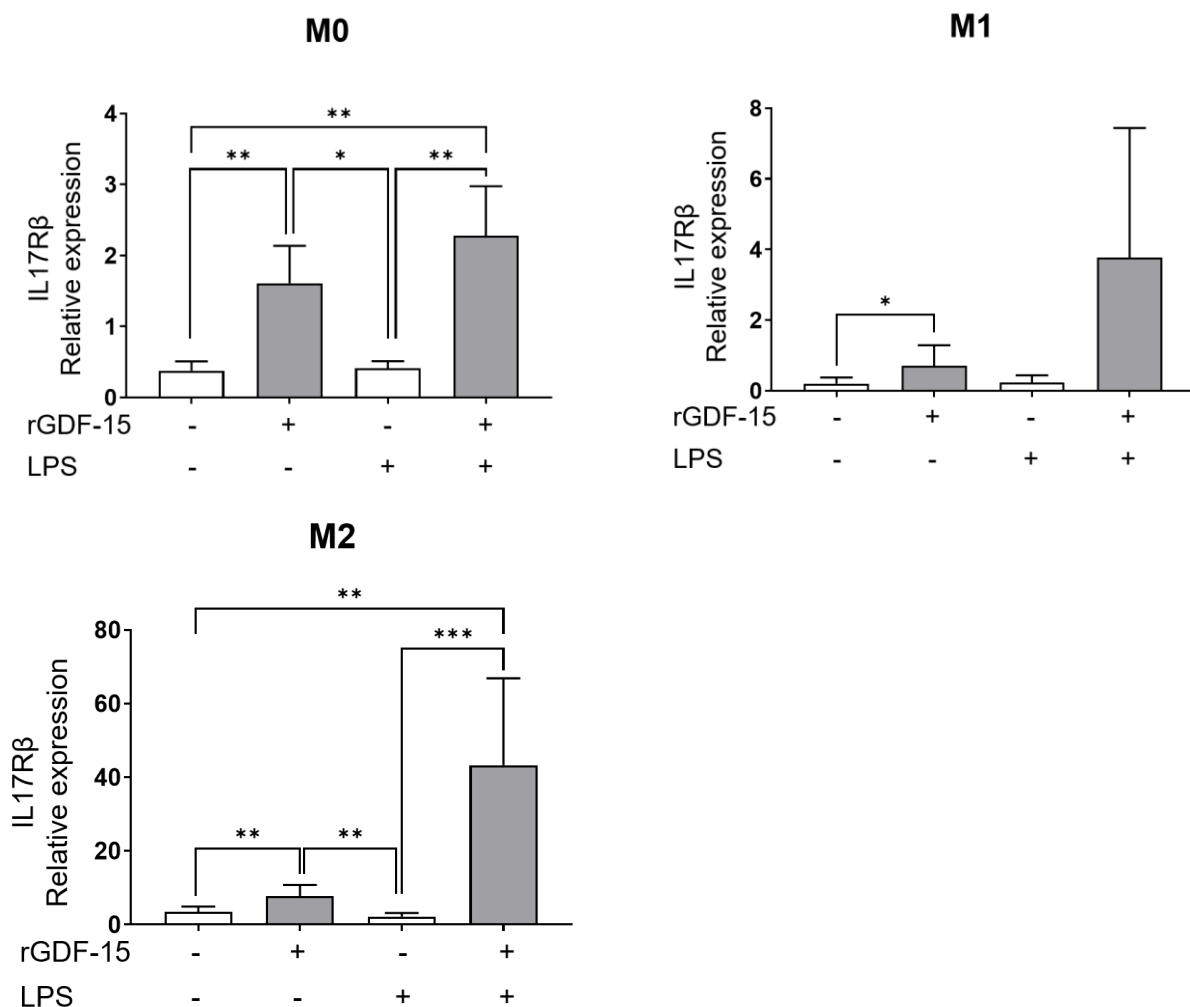 M0
**
** * **
4
3
2
1
0
IL17Rβ
Relative expression
rGDF-15 - + - +
LPS - - + +
M1
*
8
6
4
2
0
IL17Rβ
Relative expression
rGDF-15 - + - +
LPS - - + +
M2
**
***
** **
80
60
40
20
0
IL17Rβ
Relative expression
rGDF-15 - + - +
LPS - - + +